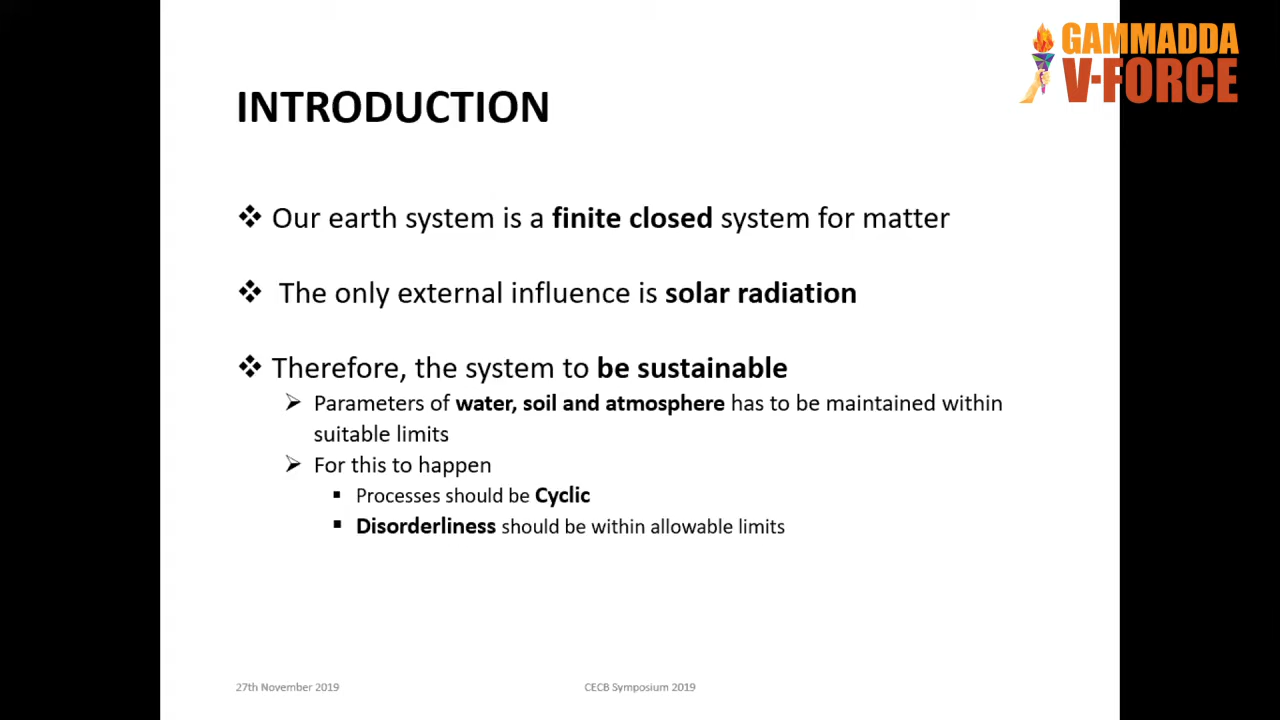 GAMMADDA
V-FORCE
INTRODUCTION
❖ Our earth system is a finite closed system for matter
❖ The only external influence is solar radiation
❖ Therefore, the system to be sustainable
➢ Parameters of water, soil and atmosphere has to be maintained within
suitable limits
➢ For this to happen
▪ Processes should be Cyclic
▪ Disorderliness should be within allowable limits
27th November 2019
CECB Symposium 2019